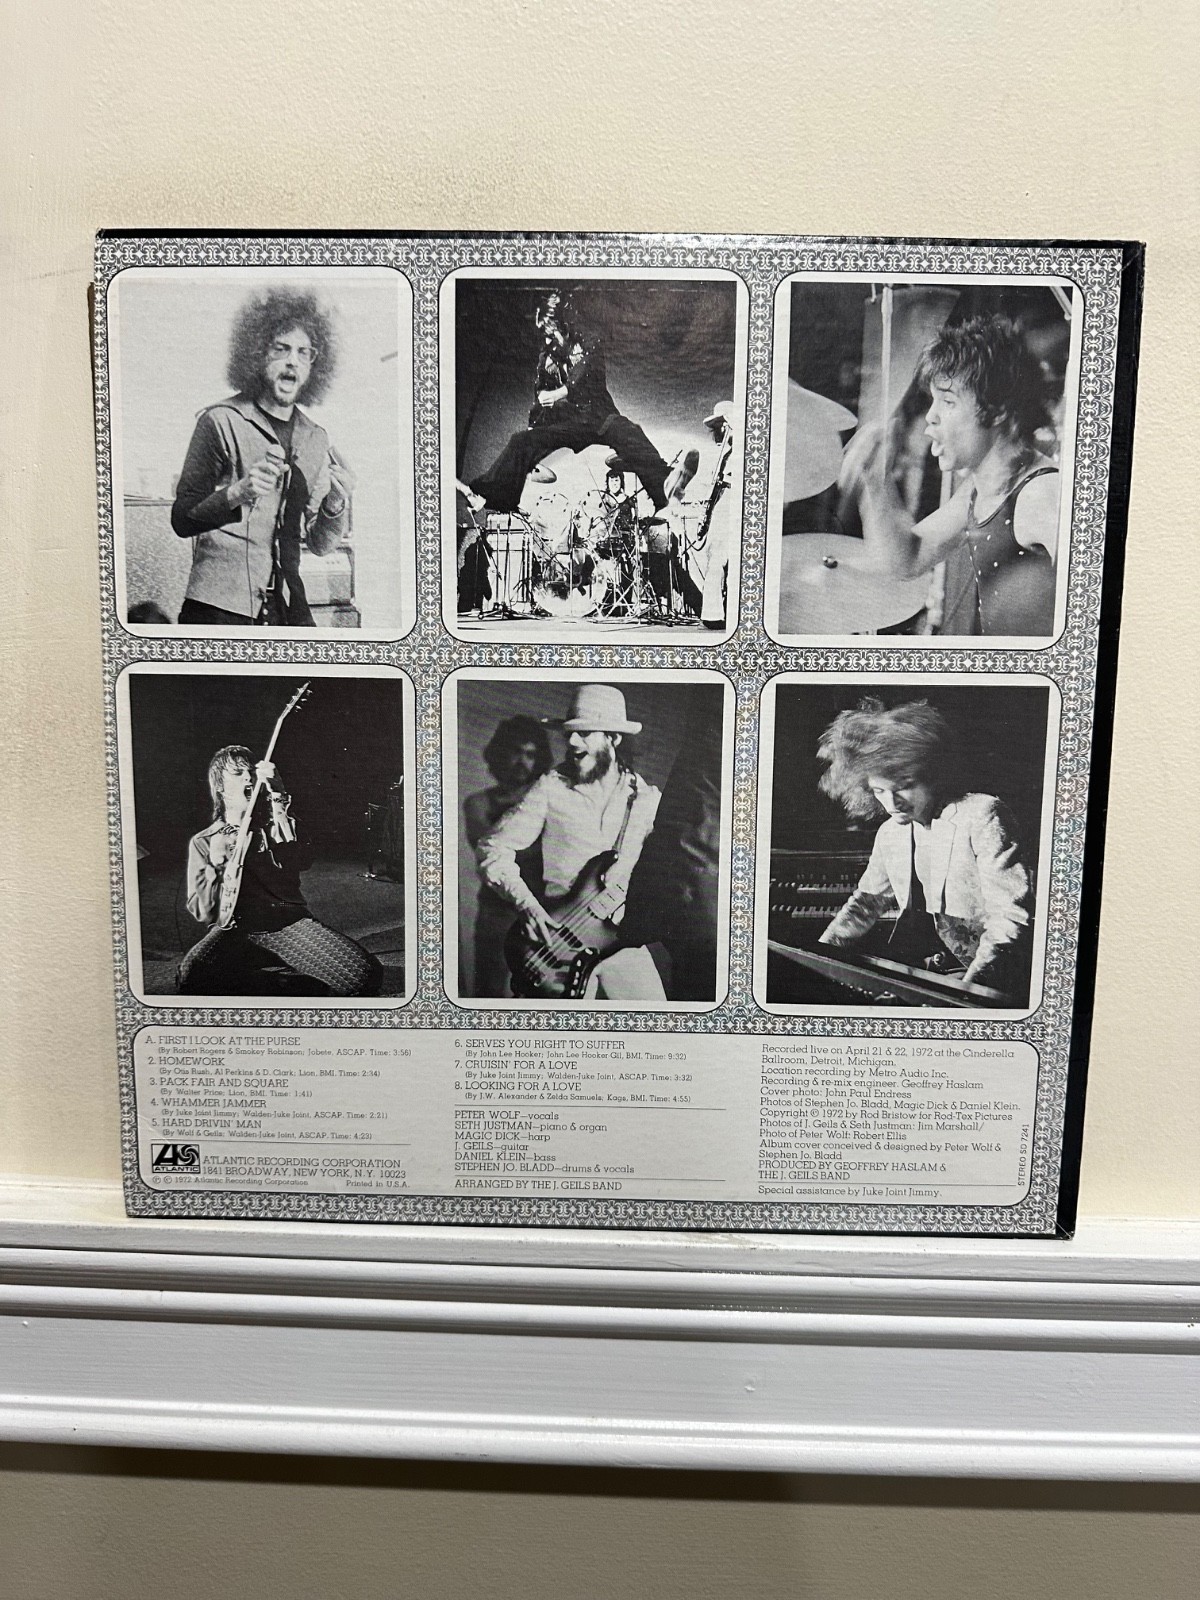 A. FIRST I LOOK AT THE PURSE
(By Robert Rogers & Smokey Robinson; Jobete, ASCAP. Time: 3:56)
2. HOMEWORK
(By Otis Rush, Al Perkins & D. Clark; Lion, BMI. Time: 2:34)
3. PACK FAIR AND SQUARE
(By Walter Price; Lion, BMI. Time: 1:41)
4. WHAMMER JAMMER
(By Juke Joint Jimmy; Walden-Juke Joint, ASCAP. Time: 2:21)
5. HARD DRIVIN' MAN
(By Wolf & Geils; Walden-Juke Joint, ASCAP. Time: 4:23)
ATLANTIC
ATLANTIC RECORDING CORPORATION
1841 BROADWAY, NEW YORK, N.Y. 10023
Ⓟ © 1972 Atlantic Recording Corporation Printed in U.S.A.
6. SERVES YOU RIGHT TO SUFFER
(By John Lee Hooker; John Lee Hooker Gil, BMI. Time: 9:32)
7. CRUISIN' FOR A LOVE
(By Juke Joint Jimmy; Walden-Juke Joint, ASCAP. Time: 3:32)
8. LOOKING FOR A LOVE
(By J.W. Alexander & Zelda Samuels; Kags, BMI. Time: 4:55)
PETER WOLF—vocals
SETH JUSTMAN—piano & organ
MAGIC DICK—harp
J. GEILS—guitar
DANIEL KLEIN—bass
STEPHEN JO. BLADD—drums & vocals
ARRANGED BY THE J. GEILS BAND
Recorded live on April 21 & 22, 1972 at the Cinderella
Ballroom, Detroit, Michigan.
Location recording by Metro Audio Inc.
Recording & re-mix engineer. Geoffrey Haslam
Cover photo: John Paul Endress
Photos of Stephen Jo. Bladd, Magic Dick & Daniel Klein.
Copyright © 1972 by Rod Bristow for Rod-Tex Pictures
Photos of J. Geils & Seth Justman: Jim Marshall/
Photo of Peter Wolf: Robert Ellis
Album cover conceived & designed by Peter Wolf &
Stephen Jo. Bladd
PRODUCED BY GEOFFREY HASLAM &
THE J. GEILS BAND
Special assistance by Juke Joint Jimmy.
STEREO SD 7241